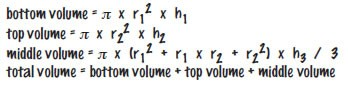 bottom volume = π x r₁² x h₁
top volume = π x r₂² x h₂
middle volume = π x (r₁² + r₁ x r₂ + r₂²) x h₃ / 3
total volume = bottom volume + top volume + middle volume